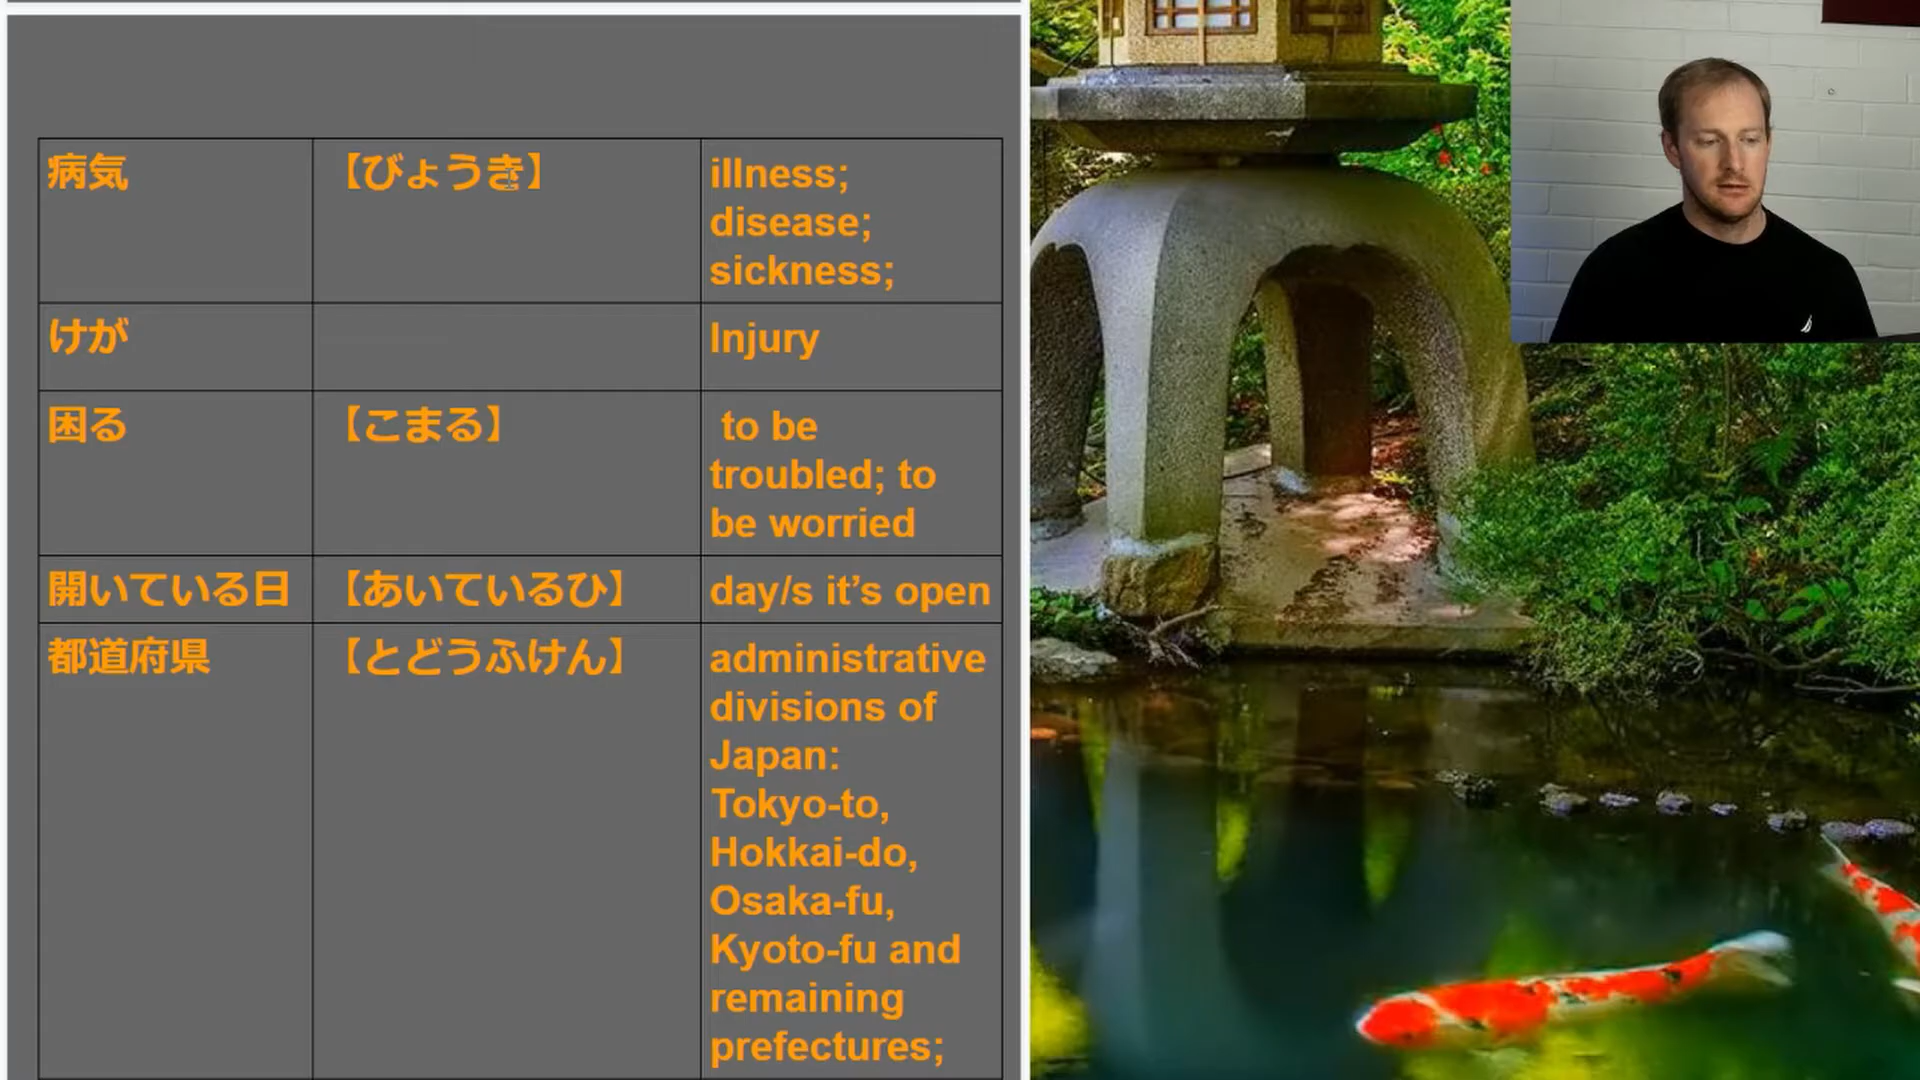 病気 【びょうき】 illness;
disease;
sickness;
けが Injury
困る 【こまる】 to be
troubled; to
be worried
開いている日 【あいているひ】 day/s it’s open
都道府県 【とどうふけん】 administrative
divisions of
Japan:
Tokyo-to,
Hokkai-do,
Osaka-fu,
Kyoto-fu and
remaining
prefectures;